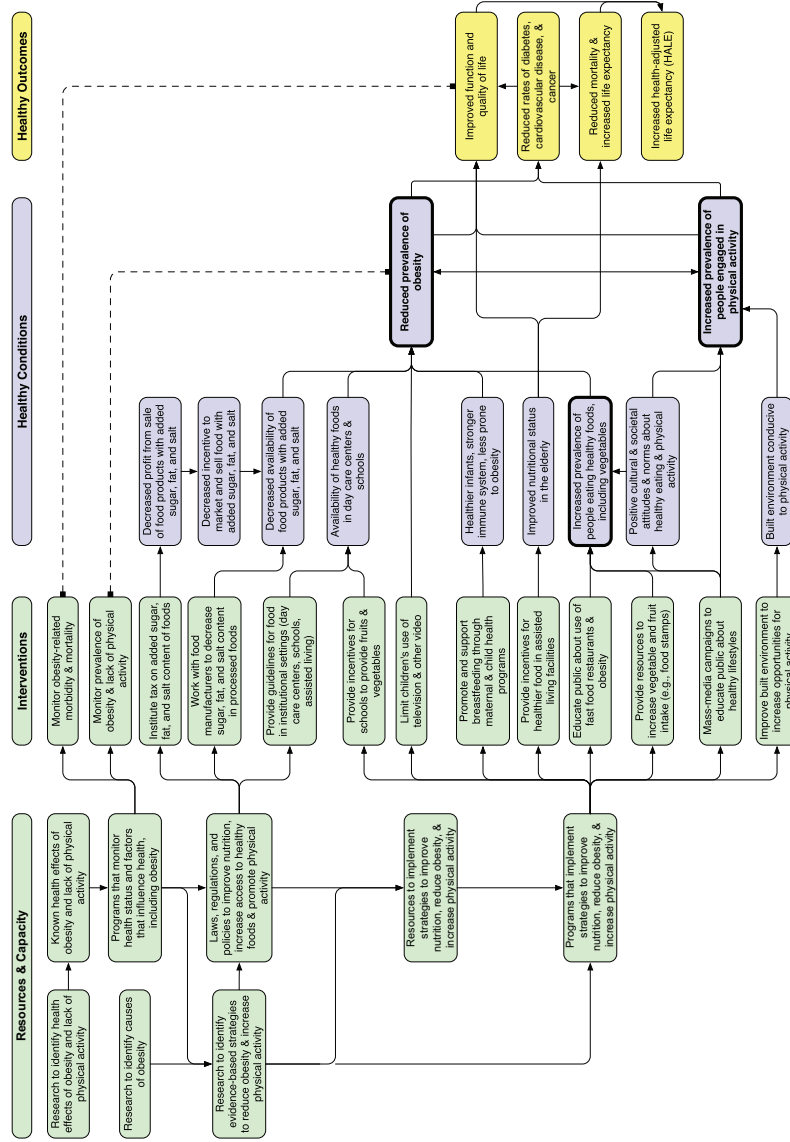 Resources & Capacity
Research to identify health
effects of obesity and lack of
physical activity
Research to identify causes
of obesity
Research to identify
evidence-based strategies
to reduce obesity & increase
physical activity
Known health effects of
obesity and lack of physical
activity
Programs that monitor
health status and factors
that influence health,
including obesity
Laws, regulations, and
policies to improve nutrition,
increase access to healthy
foods & promote physical
activity
Resources to implement
strategies to improve
nutrition, reduce obesity, &
increase physical activity
Programs that implement
strategies to improve
nutrition, reduce obesity, &
increase physical activity
Interventions
Monitor obesity-related
morbidity & mortality
Monitor prevalence of
obesity & lack of physical
activity
Institute tax on added sugar,
fat, and salt content of foods
Work with food
manufacturers to decrease
sugar, fat, and salt content
in processed foods
Provide guidelines for food
in institutional settings (day
care centers, schools,
assisted living)
Provide incentives for
schools to provide fruits &
vegetables
Limit children's use of
television & other video
Promote and support
breastfeeding through
maternal & child health
programs
Provide incentives for
healthier food in assisted
living facilities
Educate public about use of
fast food restaurants &
obesity
Provide resources to
increase vegetable and fruit
intake (e.g., food stamps)
Mass-media campaigns to
educate public about
healthy lifestyles
Improve built environment to
increase opportunities for
physical activity
Healthy Conditions
Decreased profit from sale
of food products with added
sugar, fat, and salt
Decreased incentive to
market and sell food with
added sugar, fat, and salt
Decreased availability of
food products with added
sugar, fat, and salt
Availability of healthy foods
in day care centers &
schools
Healthier infants, stronger
immune system, less prone
to obesity
Improved nutritional status
in the elderly
Increased prevalence of
people eating healthy foods,
including vegetables
Positive cultural & societal
attitudes & norms about
healthy eating & physical
activity
Built environment conducive
to physical activity
Reduced prevalence of
obesity
Increased prevalence of
people engaged in
physical activity
Healthy Outcomes
Improved function and
quality of life
Reduced rates of diabetes,
cardiovascular disease, &
cancer
Reduced mortality &
increased life expectancy
Increased health-adjusted
life expectancy (HALE)